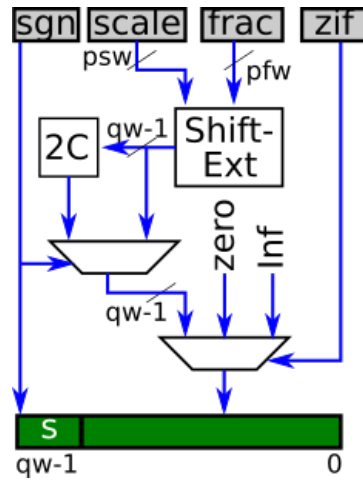 sgn scale frac zif
psw pfw
qw-1
2C
Shift-
Ext
zero
Inf
qw-1
s
qw-1 0